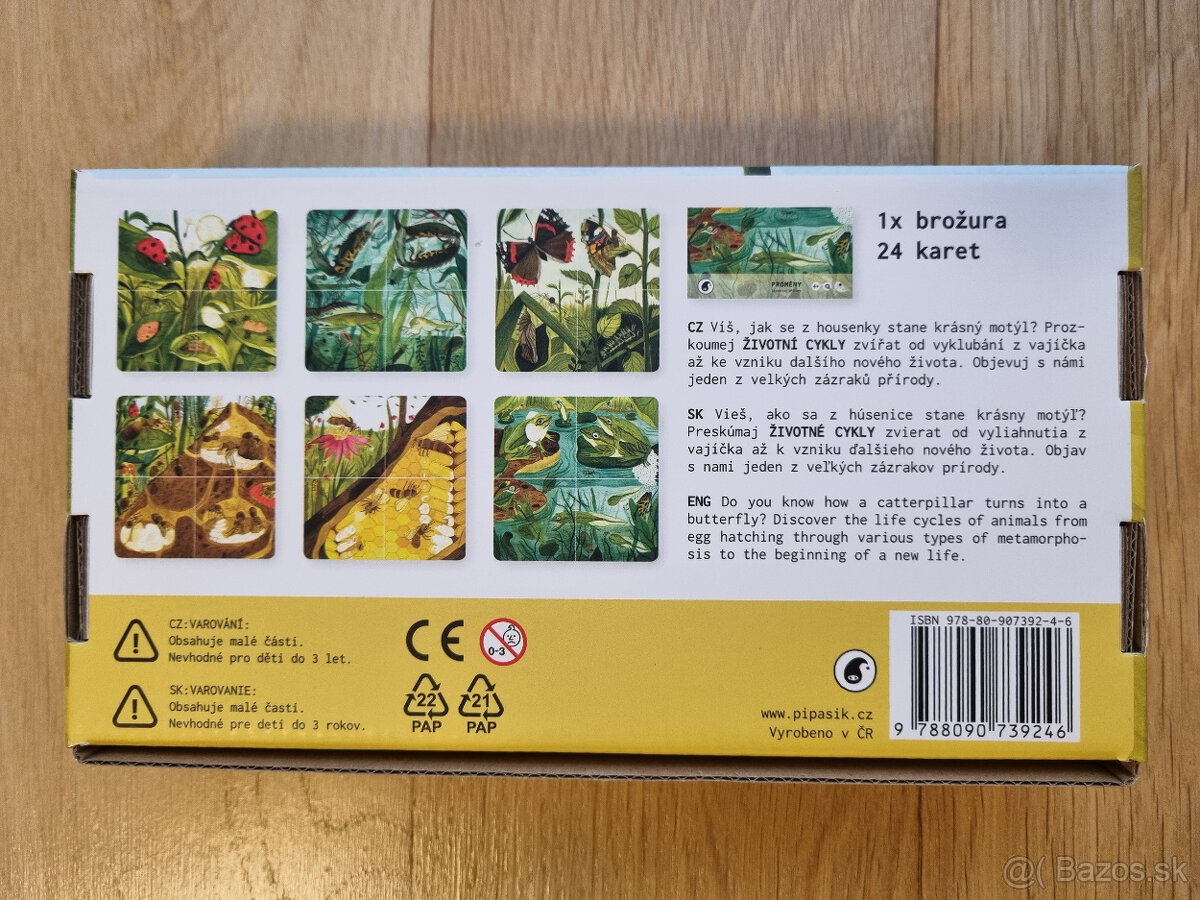 1x brožura
24 karet
PROMĚNY
CZ Víš, jak se z housenky stane krásný motýl? Proz-
koumej ŽIVOTNÍ CYKLY zvířat od vyklubání z vajíčka
až ke vzniku dalšího nového života. Objevuj s námi
jeden z velkých zázraků přírody.
SK Vieš, ako sa z húsenice stane krásny motýľ?
Preskúmaj ŽIVOTNÉ CYKLY zvierat od vyliahnutia z
vajíčka až k vzniku ďalšieho nového života. Objav
s nami jeden z veľkých zázrakov prírody.
ENG Do you know how a catterpillar turns into a
butterfly? Discover the life cycles of animals from
egg hatching through various types of metamorpho-
sis to the beginning of a new life.
CZ:VAROVÁNÍ:
Obsahuje malé části.
Nevhodné pro děti do 3 let.
SK:VAROVANIE:
Obsahuje malé časti.
Nevhodné pre deti do 3 rokov.
CE
0-3
22
PAP
21
PAP
www.pipasik.cz
Vyrobeno v ČR
ISBN 978-80-907392-4-6
9 788090 739246
@( Bazos.sk